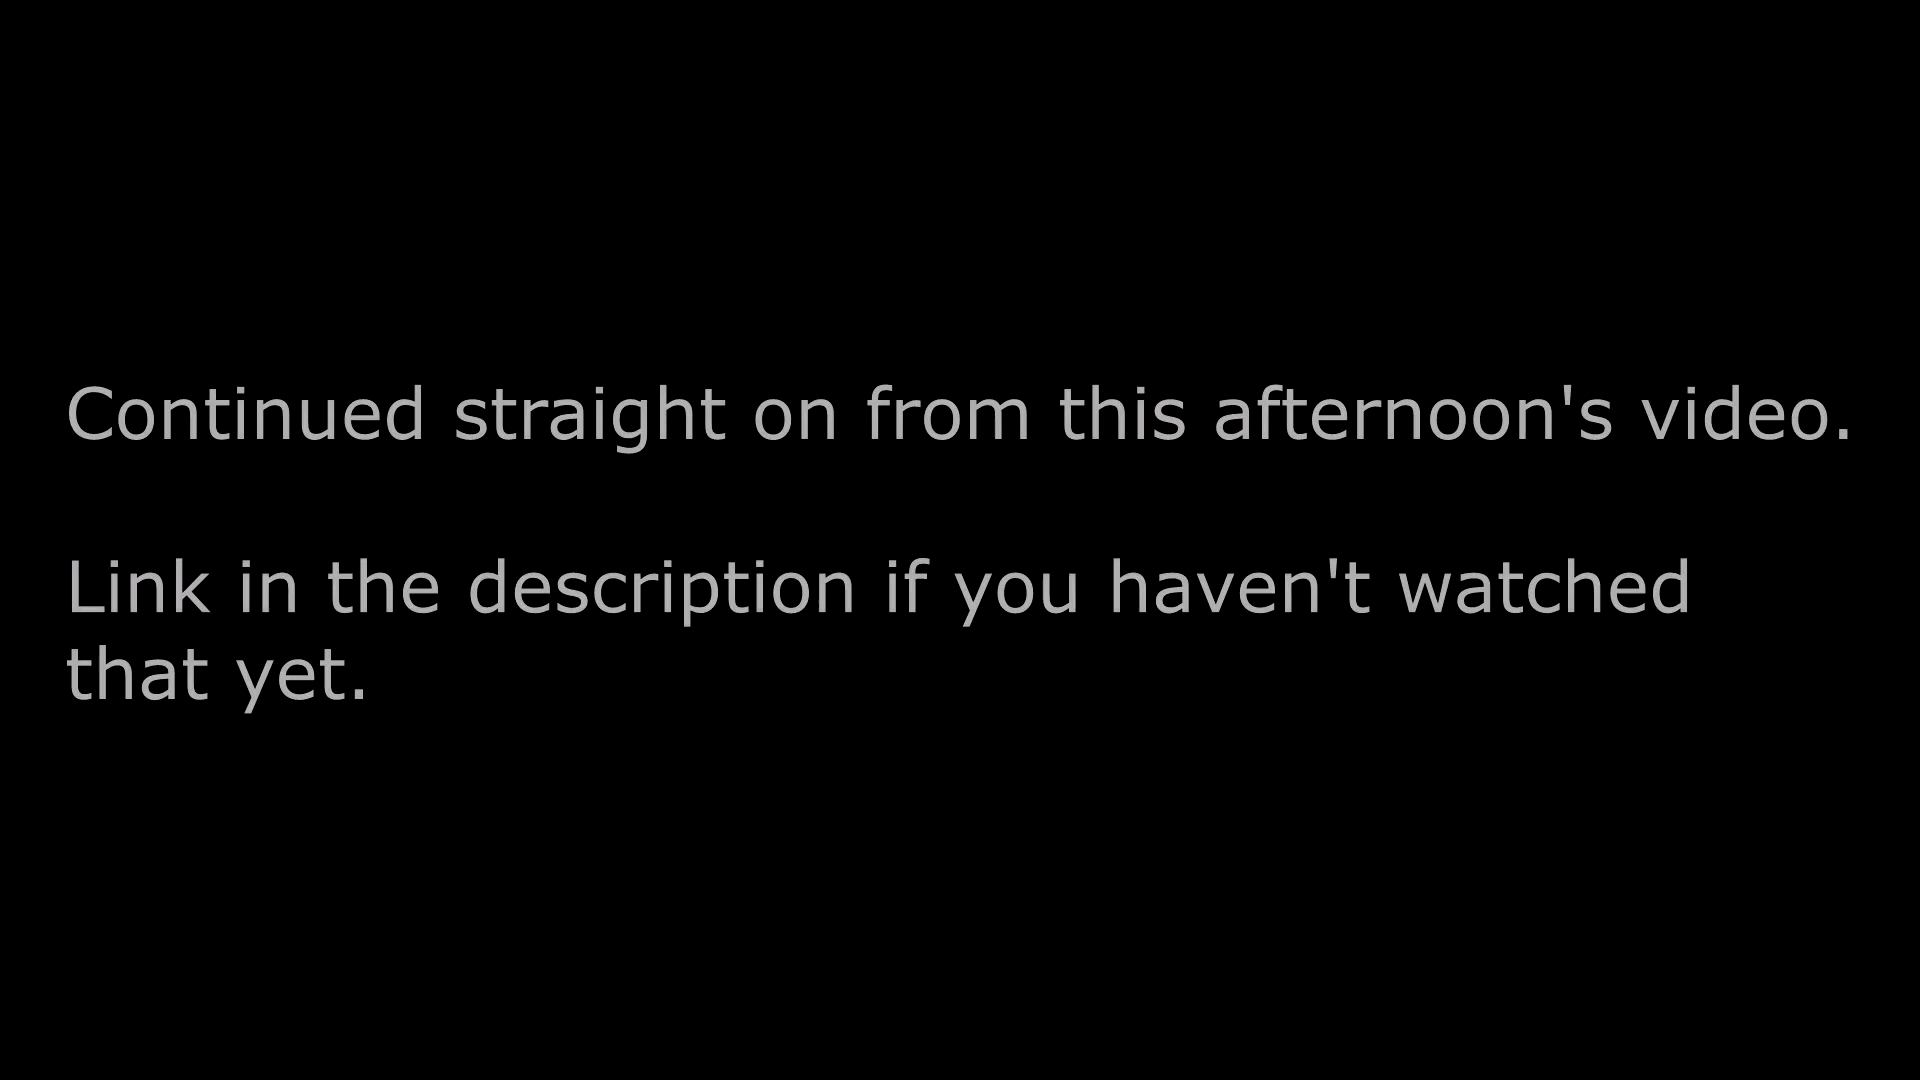 Continued straight on from this afternoon's video.
Link in the description if you haven't watched
that yet.